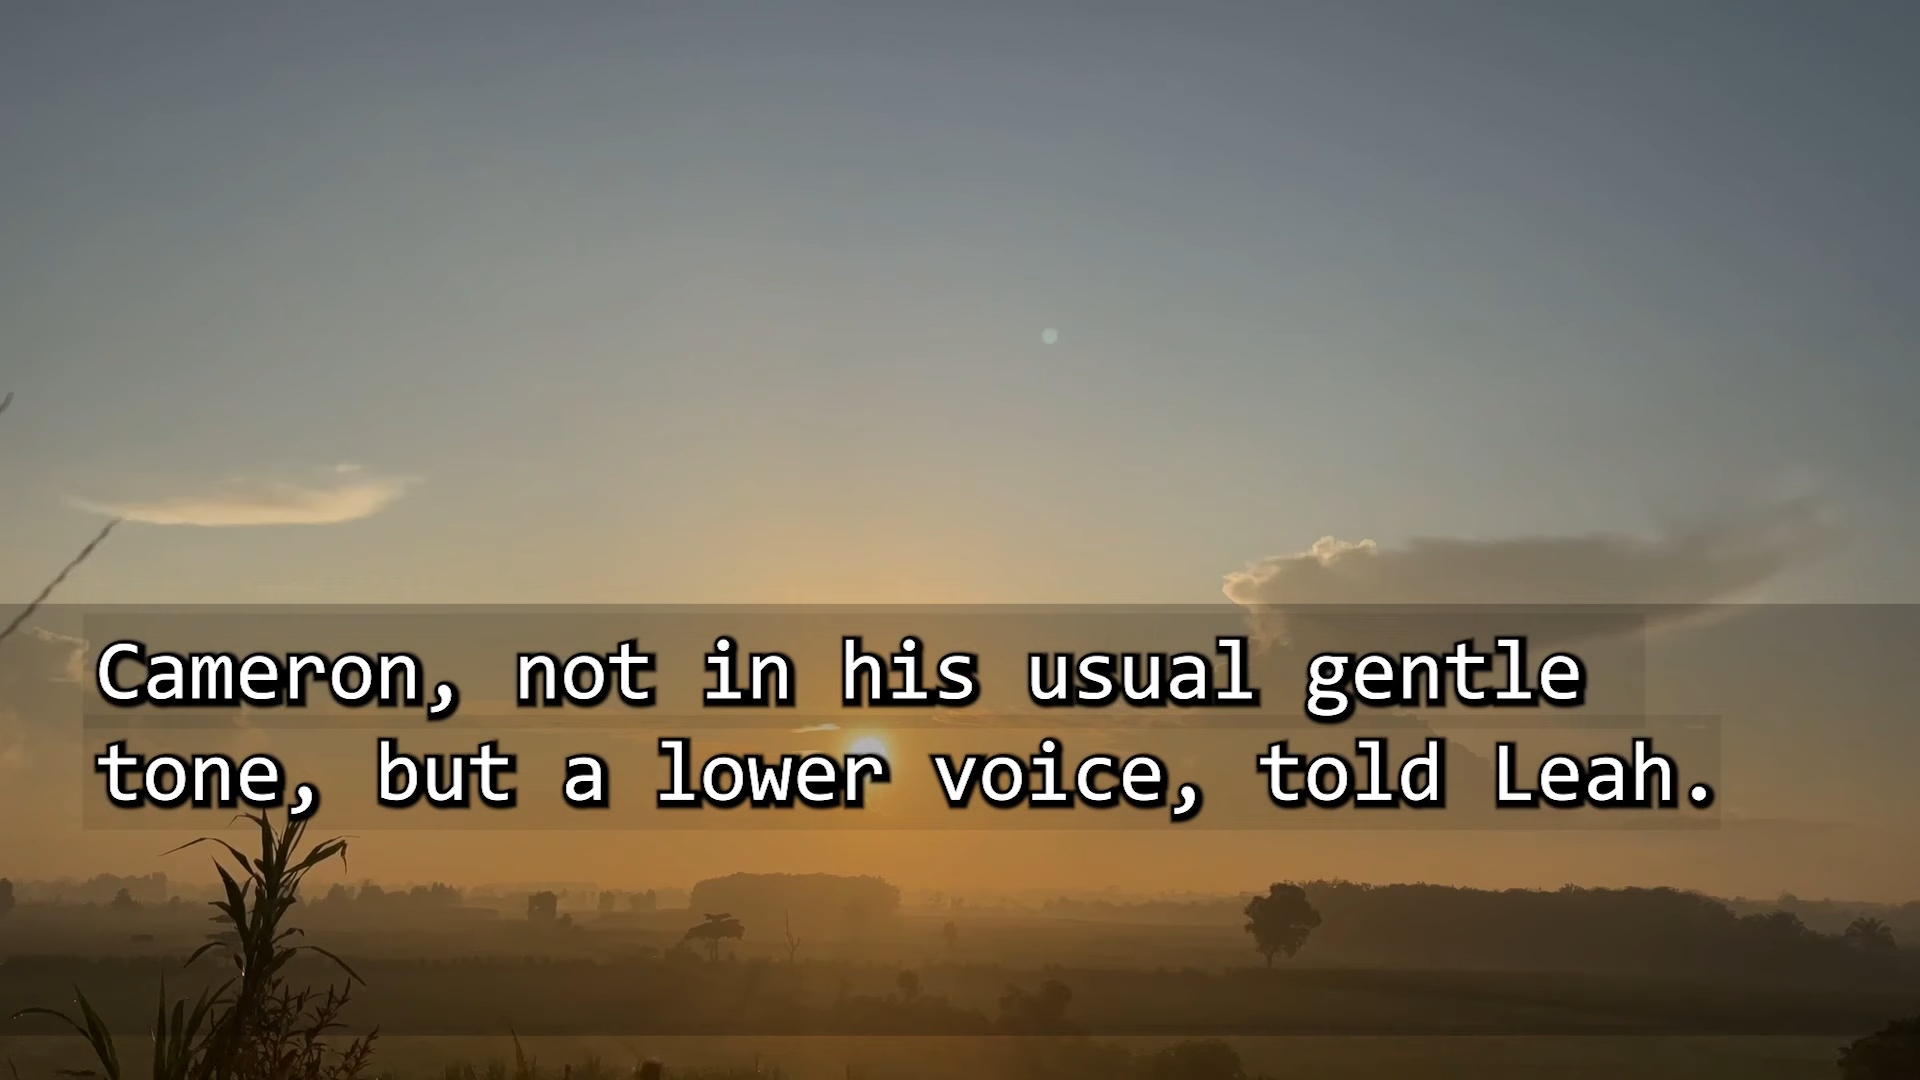 Cameron, not in his usual gentle
tone, but a lower voice, told Leah.